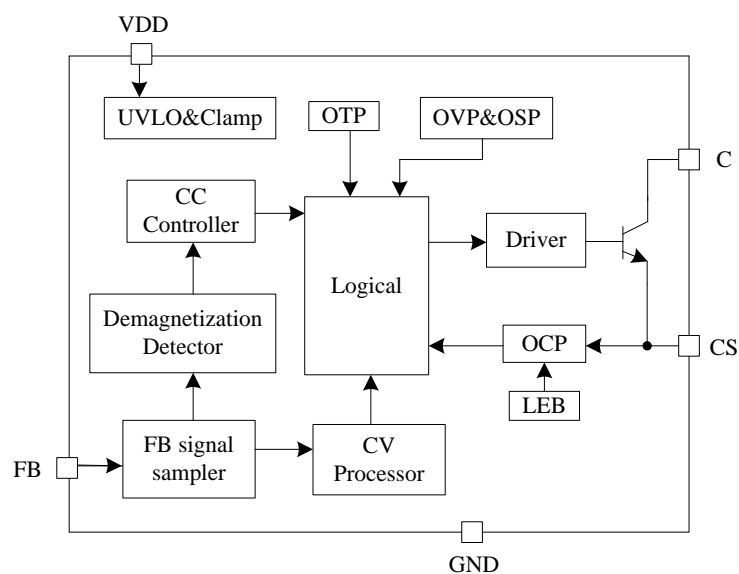 VDD
UVLO&Clamp
OTP
OVP&OSP
C
CC
Controller
Logical
Driver
Demagnetization
Detector
OCP
CS
LEB
FB signal
sampler
CV
Processor
FB
GND